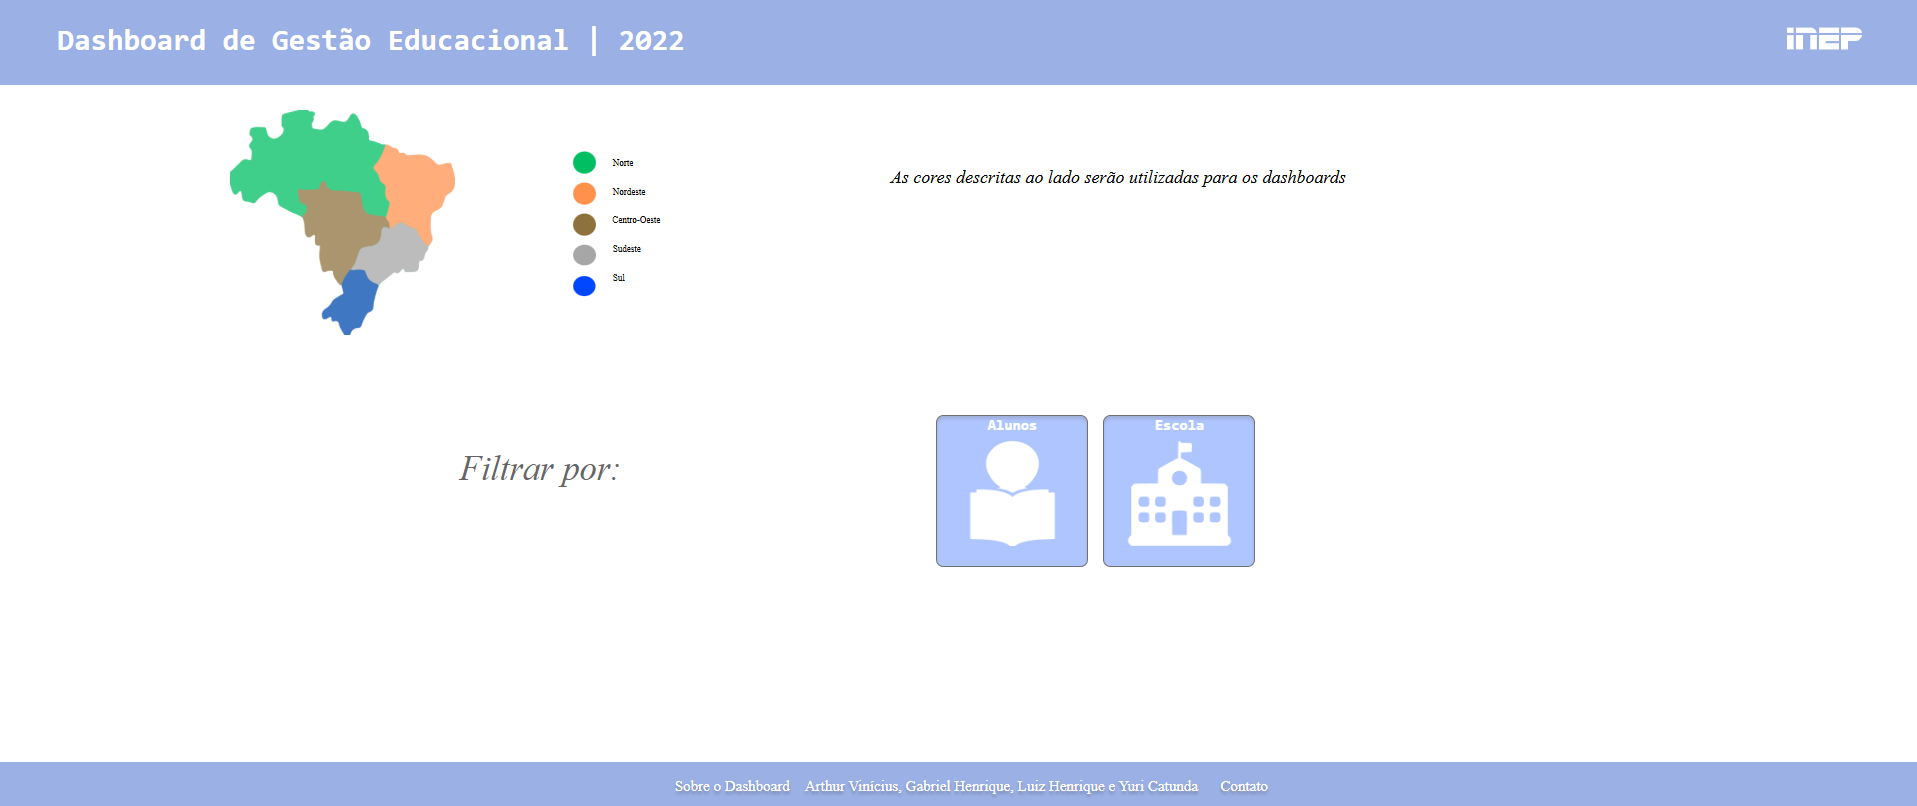 Dashboard de Gestão Educacional | 2022
INEP
Norte
Nordeste
Centro-Oeste
Sudeste
Sul
As cores descritas ao lado serão utilizadas para os dashboards
Filtrar por:
Alunos
Escola
Sobre o Dashboard
Arthur Vinícius, Gabriel Henrique, Luiz Henrique e Yuri Catunda
Contato